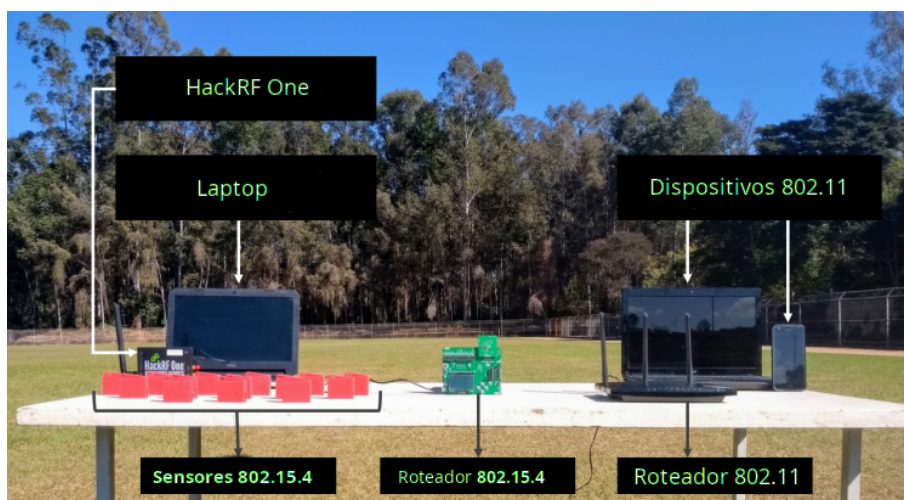 HackRF One
Laptop
Dispositivos 802.11
HackRF One
Sensores 802.15.4
Roteador 802.15.4
Roteador 802.11